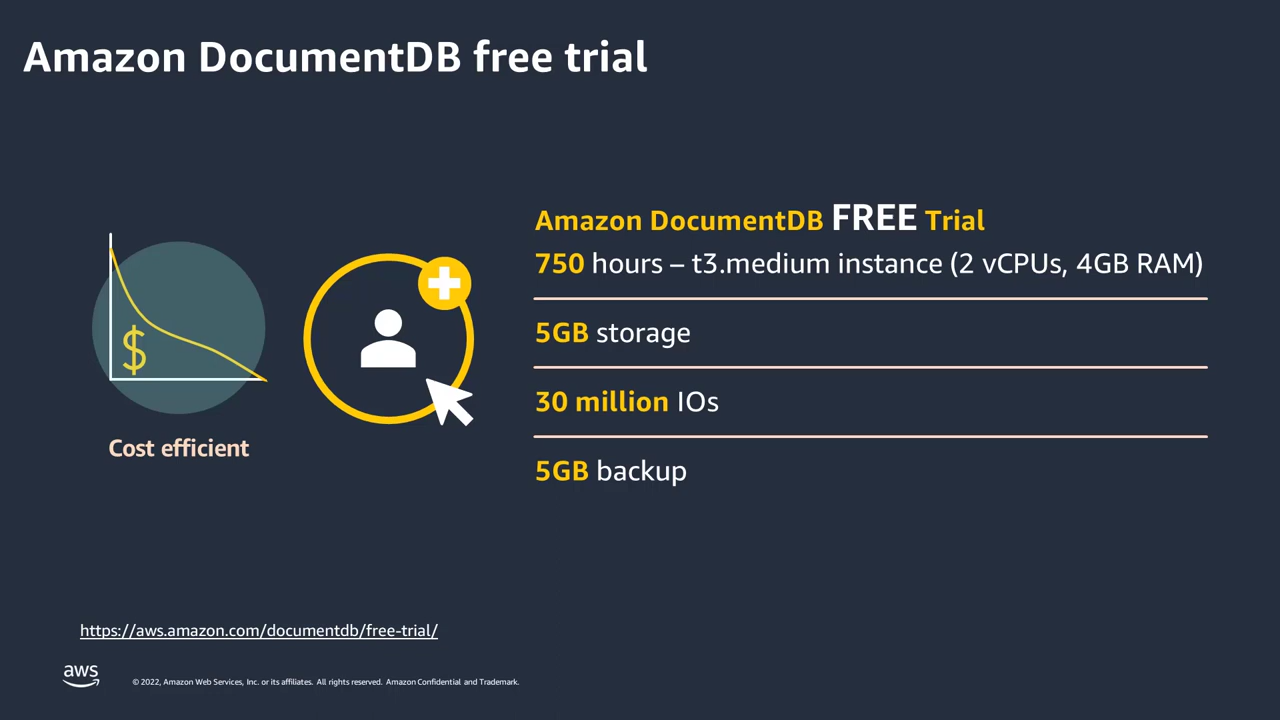 Amazon DocumentDB free trial
Amazon DocumentDB FREE Trial
750 hours – t3.medium instance (2 vCPUs, 4GB RAM)
5GB storage
30 million IOs
5GB backup
$
Cost efficient
https://aws.amazon.com/documentdb/free-trial/
aws
© 2022, Amazon Web Services, Inc. or its affiliates. All rights reserved. Amazon Confidential and Trademark.